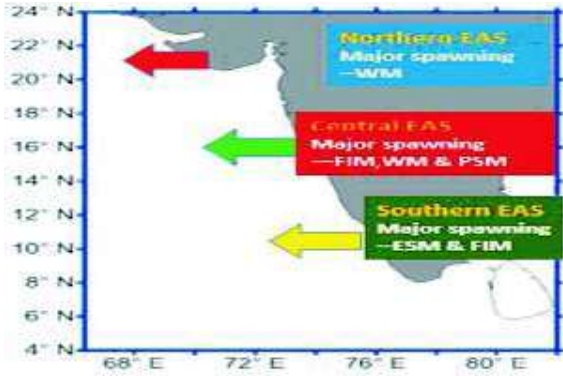 24° N
22° N
20° N
18° N
16° N
14° N
12° N
10° N
8° N
6° N
4° N
68° E
72° E
76° E
80° E
Northern EAS
Major spawning
–WM
Central EAS
Major spawning
—FIM,WM & PSM
Southern EAS
Major spawning
–ESM & FIM